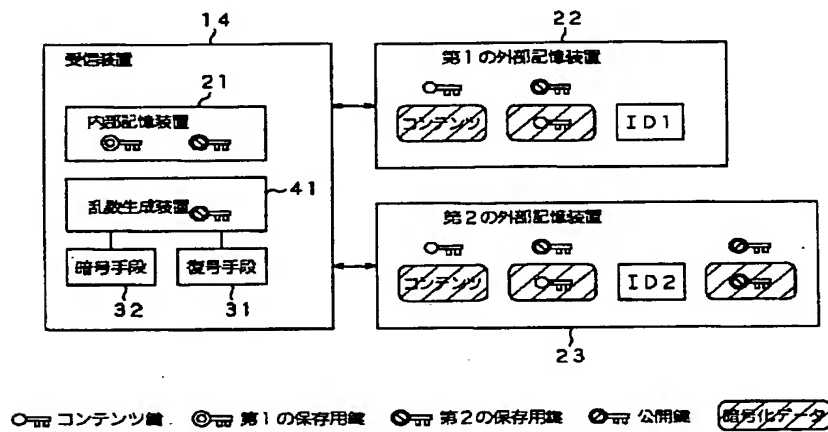 14
受信装置
21
内部記憶装置
41
乱数生成装置
暗号手段
復号手段
32
31
22
第1の外部記憶装置
コンテンツ
ID1
第2の外部記憶装置
コンテンツ
ID2
23
コンテンツ鍵 第1の保存用鍵 第2の保存用鍵 公開鍵 暗号化データ